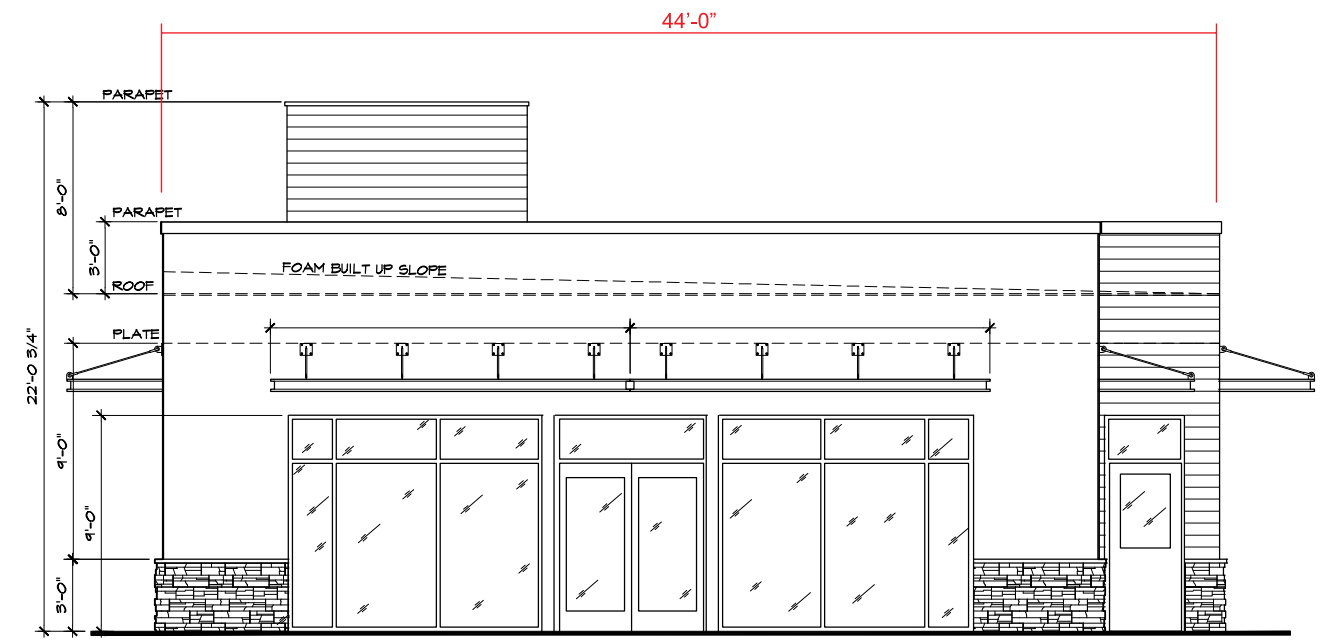 44'-0"
PARAPET
8'-0"
PARAPET
3'-0"
FOAM BUILT UP SLOPE
ROOF
PLATE
22'-0 3/4"
9'-0"
9'-0"
3'-0"